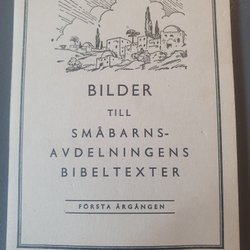 BILDER
TILL
SMÅBARNS-
AVDELNINGENS
BIBELTEXTER
FÖRSTA ÅRGÅNGEN